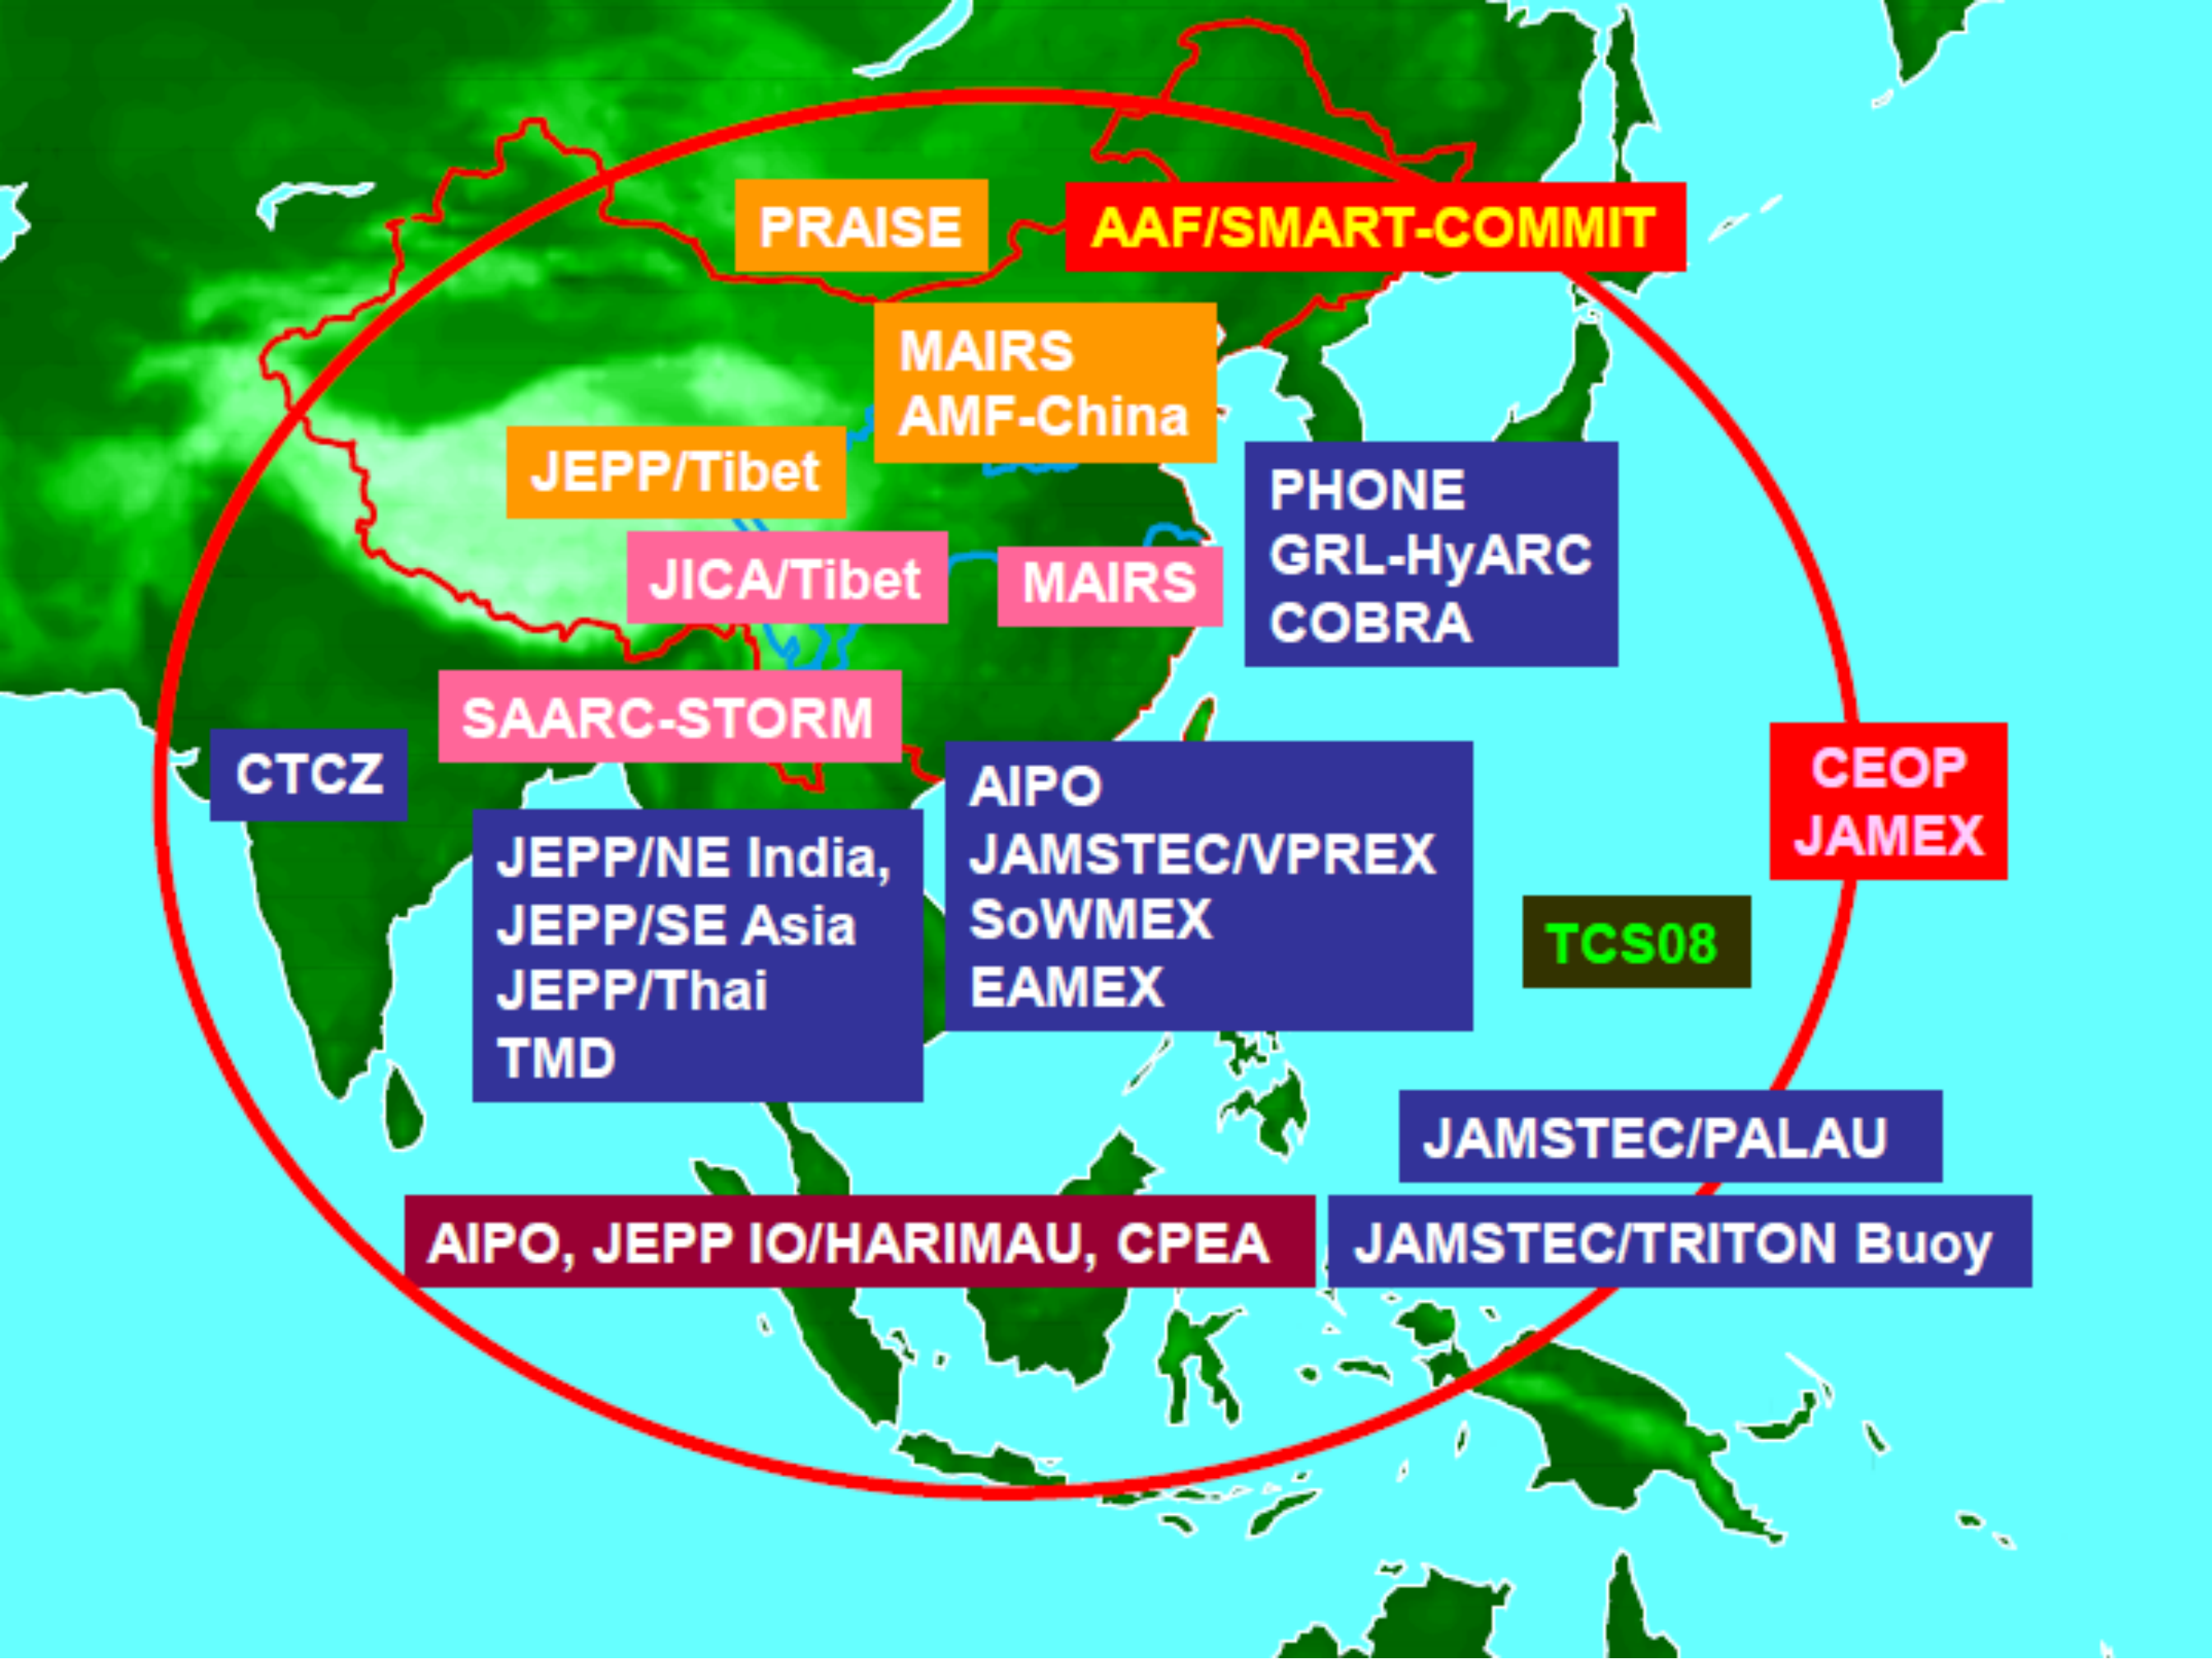 PRAISE
AAF/SMART-COMMIT
MAIRS
AMF-China
JEPP/Tibet
PHONE
GRL-HyARC
COBRA
JICA/Tibet
MAIRS
SAARC-STORM
CTCZ
CEOP
JAMEX
AIPO
JAMSTEC/VPREX
SoWMEX
EAMEX
JEPP/NE India,
JEPP/SE Asia
JEPP/Thai
TMD
TCS08
JAMSTEC/PALAU
AIPO, JEPP IO/HARIMAU, CPEA
JAMSTEC/TRITON Buoy